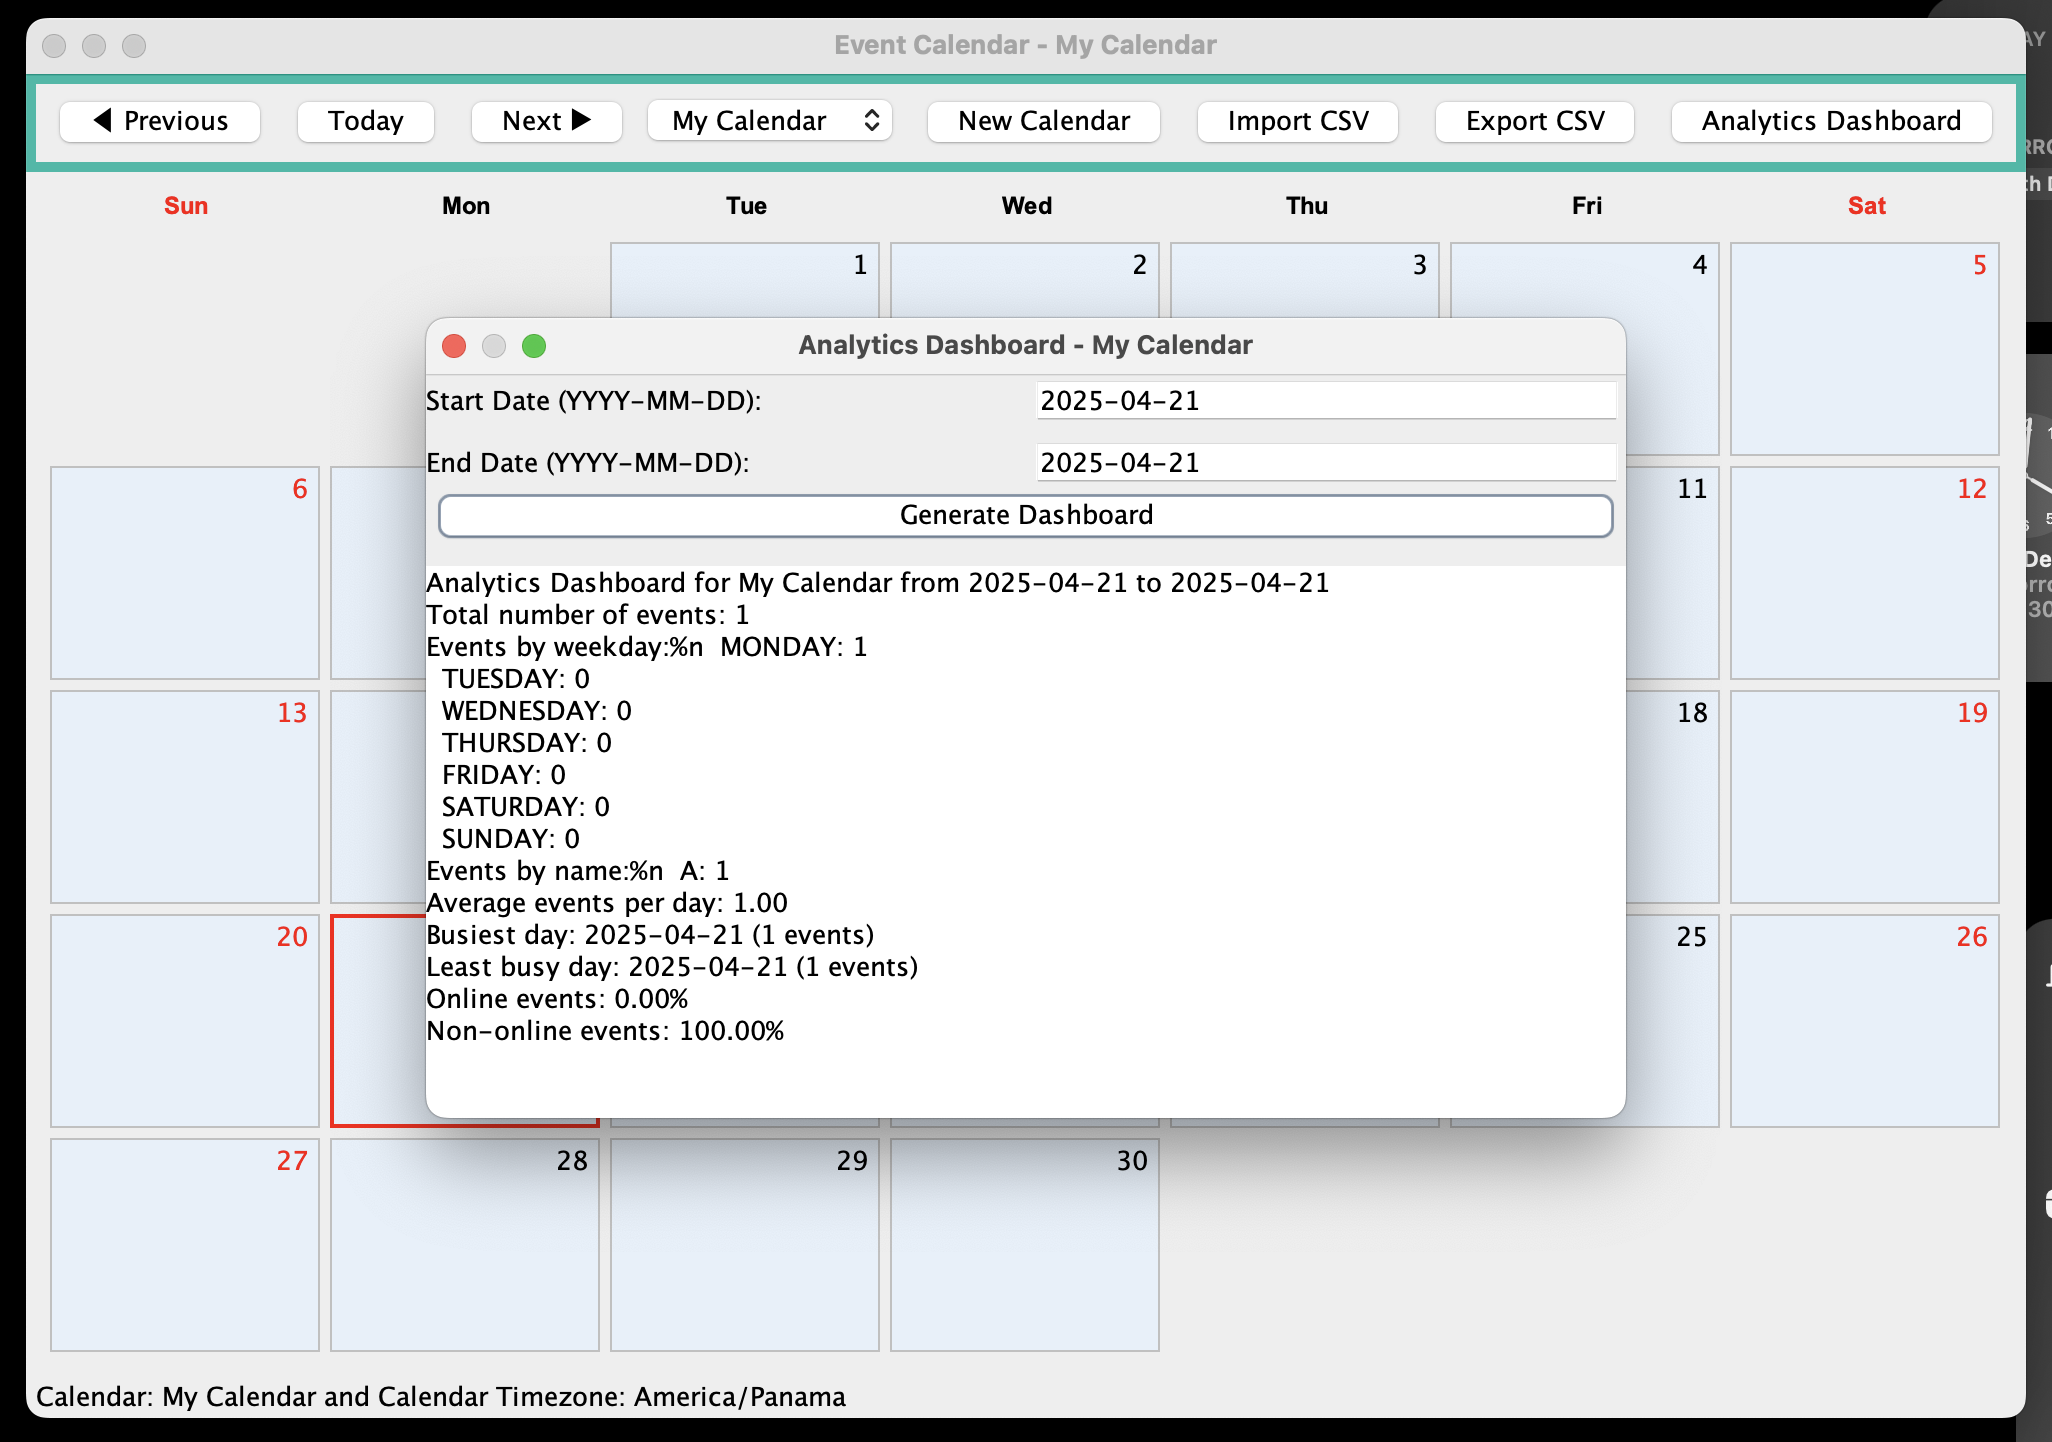 Event Calendar - My Calendar
◀ Previous
Today
Next ▶
My Calendar
New Calendar
Import CSV
Export CSV
Analytics Dashboard
Sun Mon Tue Wed Thu Fri Sat
1 2 3 4 5
Analytics Dashboard - My Calendar
Start Date (YYYY-MM-DD): 2025-04-21
End Date (YYYY-MM-DD): 2025-04-21
Generate Dashboard
Analytics Dashboard for My Calendar from 2025-04-21 to 2025-04-21
Total number of events: 1
Events by weekday:%n  MONDAY: 1
TUESDAY: 0
WEDNESDAY: 0
THURSDAY: 0
FRIDAY: 0
SATURDAY: 0
SUNDAY: 0
Events by name:%n  A: 1
Average events per day: 1.00
Busiest day: 2025-04-21 (1 events)
Least busy day: 2025-04-21 (1 events)
Online events: 0.00%
Non-online events: 100.00%
6 11 12
13 18 19
20 25 26
27 28 29 30
Calendar: My Calendar and Calendar Timezone: America/Panama